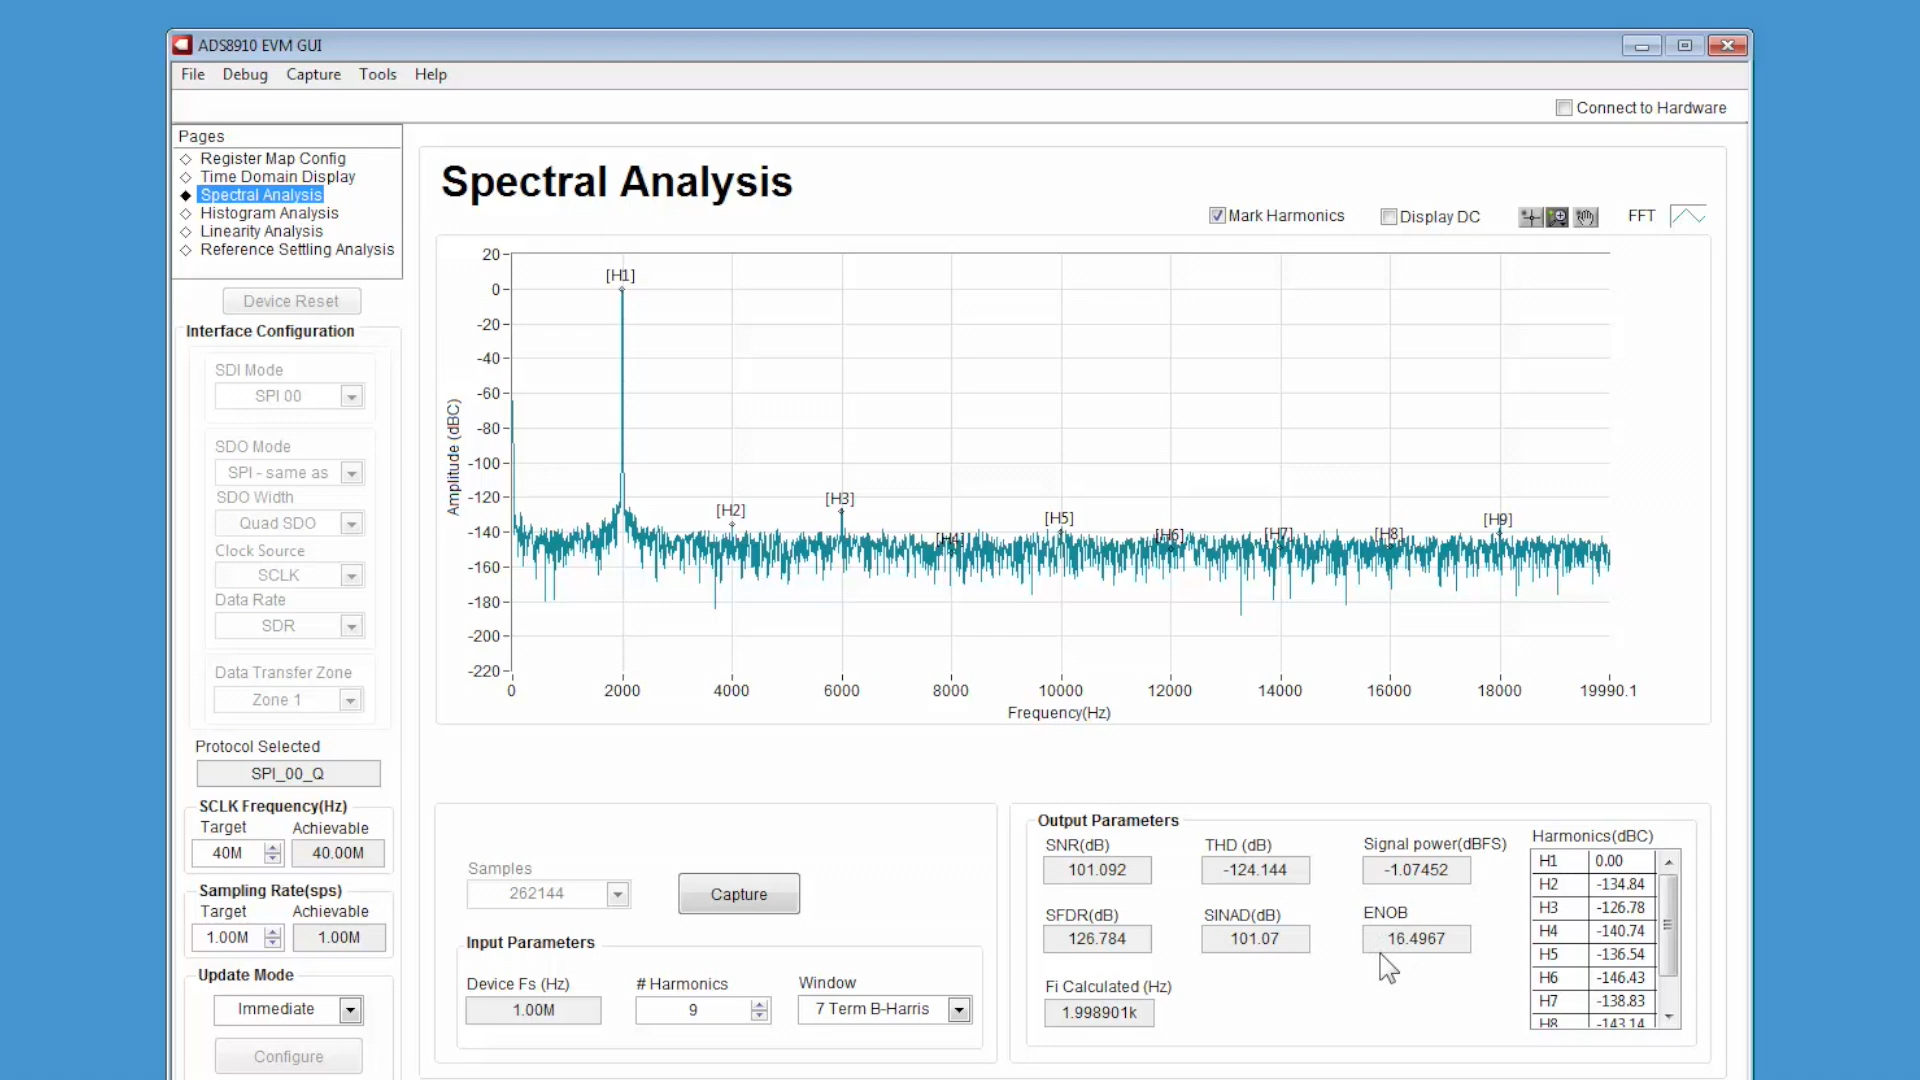 ADS8910 EVM GUI
File Debug Capture Tools Help
Connect to Hardware
Pages
Register Map Config
Time Domain Display
Spectral Analysis
Histogram Analysis
Linearity Analysis
Reference Settling Analysis
Device Reset
Interface Configuration
SDI Mode
SPI 00
SDO Mode
SPI - same as
SDO Width
Quad SDO
Clock Source
SCLK
Data Rate
SDR
Data Transfer Zone
Zone 1
Protocol Selected
SPI_00_Q
SCLK Frequency(Hz)
Target Achievable
40M 40.00M
Sampling Rate(sps)
Target Achievable
1.00M 1.00M
Update Mode
Immediate
Configure
Spectral Analysis
Mark Harmonics Display DC FFT
20
0
-20
-40
-60
-80
-100
-120
-140
-160
-180
-200
-220
Amplitude (dBC)
[H1]
[H2]
[H3]
[H4]
[H5]
[H6]
[H7]
[H8]
[H9]
0 2000 4000 6000 8000 10000 12000 14000 16000 18000 19990.1
Frequency(Hz)
Samples
262144
Capture
Input Parameters
Device Fs (Hz) # Harmonics Window
1.00M 9 7 Term B-Harris
Output Parameters
SNR(dB) THD (dB) Signal power(dBFS)
101.092 -124.144 -1.07452
SFDR(dB) SINAD(dB) ENOB
126.784 101.07 16.4967
Fi Calculated (Hz)
1.998901k
Harmonics(dBC)
H1 0.00
H2 -134.84
H3 -126.78
H4 -140.74
H5 -136.54
H6 -146.43
H7 -138.83
H8 -143.14